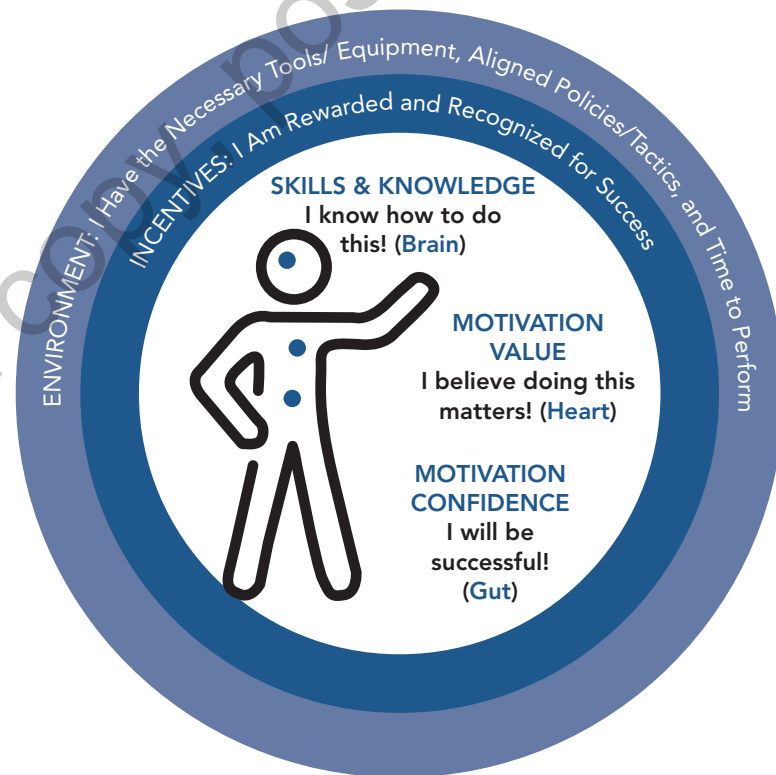 ENVIRONMENT: I Have the Necessary Tools/ Equipment, Aligned Policies/Tactics, and Time to Perform
INCENTIVES: I Am Rewarded and Recognized for Success
SKILLS & KNOWLEDGE
I know how to do
this! (Brain)
MOTIVATION
VALUE
I believe doing this
matters! (Heart)
MOTIVATION
CONFIDENCE
I will be
successful!
(Gut)
copy, pos